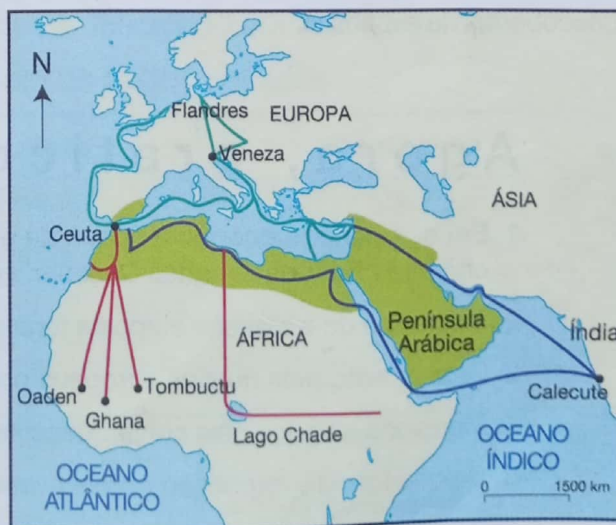 N
Flandres
EUROPA
Veneza
ÁSIA
Ceuta
ÁFRICA
Península
Arábica
Índia
Oaden
Tombuctu
Ghana
Calecute
Lago Chade
OCEANO
ATLÂNTICO
OCEANO
ÍNDICO
0 1500 km